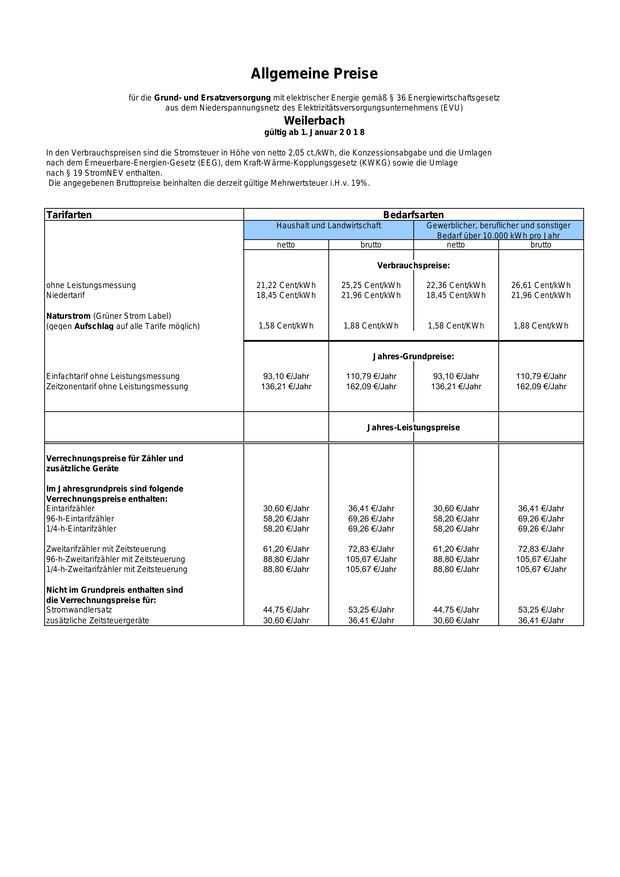 Allgemeine Preise
für die Grund- und Ersatzversorgung mit elektrischer Energie gemäß § 36 Energiewirtschaftsgesetz
aus dem Niederspannungsnetz des Elektrizitätsversorgungsunternehmens (EVU)
Weilerbach
gültig ab 1. Januar 2 0 1 8
In den Verbrauchspreisen sind die Stromsteuer in Höhe von netto 2,05 ct./kWh, die Konzessionsabgabe und die Umlagen
nach dem Erneuerbare-Energien-Gesetz (EEG), dem Kraft-Wärme-Kopplungsgesetz (KWKG) sowie die Umlage
nach § 19 StromNEV enthalten.
Die angegebenen Bruttopreise beinhalten die derzeit gültige Mehrwertsteuer i.H.v. 19%.
Tarifarten Bedarfsarten
Haushalt und Landwirtschaft Gewerblicher, beruflicher und sonstiger
Bedarf über 10.000 kWh pro Jahr
netto brutto netto brutto
Verbrauchspreise:
ohne Leistungsmessung 21,22 Cent/kWh 25,25 Cent/kWh 22,36 Cent/kWh 26,61 Cent/kWh
Niedertarif 18,45 Cent/kWh 21,96 Cent/kWh 18,45 Cent/kWh 21,96 Cent/kWh
Naturstrom (Grüner Strom Label)
(gegen Aufschlag auf alle Tarife möglich) 1,58 Cent/kWh 1,88 Cent/kWh 1,58 Cent/KWh 1,88 Cent/kWh
Jahres-Grundpreise:
Einfachtarif ohne Leistungsmessung 93,10 €/Jahr 110,79 €/Jahr 93,10 €/Jahr 110,79 €/Jahr
Zeitzonentarif ohne Leistungsmessung 136,21 €/Jahr 162,09 €/Jahr 136,21 €/Jahr 162,09 €/Jahr
Jahres-Leistungspreise
Verrechnungspreise für Zähler und
zusätzliche Geräte
Im Jahresgrundpreis sind folgende
Verrechnungspreise enthalten:
Eintarifzähler 30,60 €/Jahr 36,41 €/Jahr 30,60 €/Jahr 36,41 €/Jahr
96-h-Eintarifzähler 58,20 €/Jahr 69,26 €/Jahr 58,20 €/Jahr 69,26 €/Jahr
1/4-h-Eintarifzähler 58,20 €/Jahr 69,26 €/Jahr 58,20 €/Jahr 69,26 €/Jahr
Zweitarifzähler mit Zeitsteuerung 61,20 €/Jahr 72,83 €/Jahr 61,20 €/Jahr 72,83 €/Jahr
96-h-Zweitarifzähler mit Zeitsteuerung 88,80 €/Jahr 105,67 €/Jahr 88,80 €/Jahr 105,67 €/Jahr
1/4-h-Zweitarifzähler mit Zeitsteuerung 88,80 €/Jahr 105,67 €/Jahr 88,80 €/Jahr 105,67 €/Jahr
Nicht im Grundpreis enthalten sind
die Verrechnungspreise für:
Stromwandlersatz 44,75 €/Jahr 53,25 €/Jahr 44,75 €/Jahr 53,25 €/Jahr
zusätzliche Zeitsteuergeräte 30,60 €/Jahr 36,41 €/Jahr 30,60 €/Jahr 36,41 €/Jahr